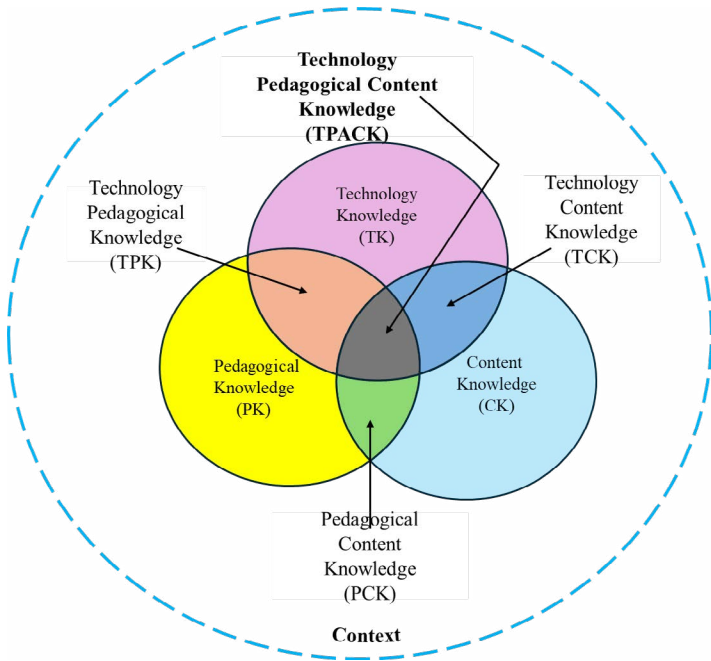 Technology
Pedagogical Content
Knowledge
(TPACK)
Technology
Pedagogical
Knowledge
(TPK)
Technology
Knowledge
(TK)
Technology
Content
Knowledge
(TCK)
Pedagogical
Knowledge
(PK)
Content
Knowledge
(CK)
Pedagogical
Content
Knowledge
(PCK)
Context